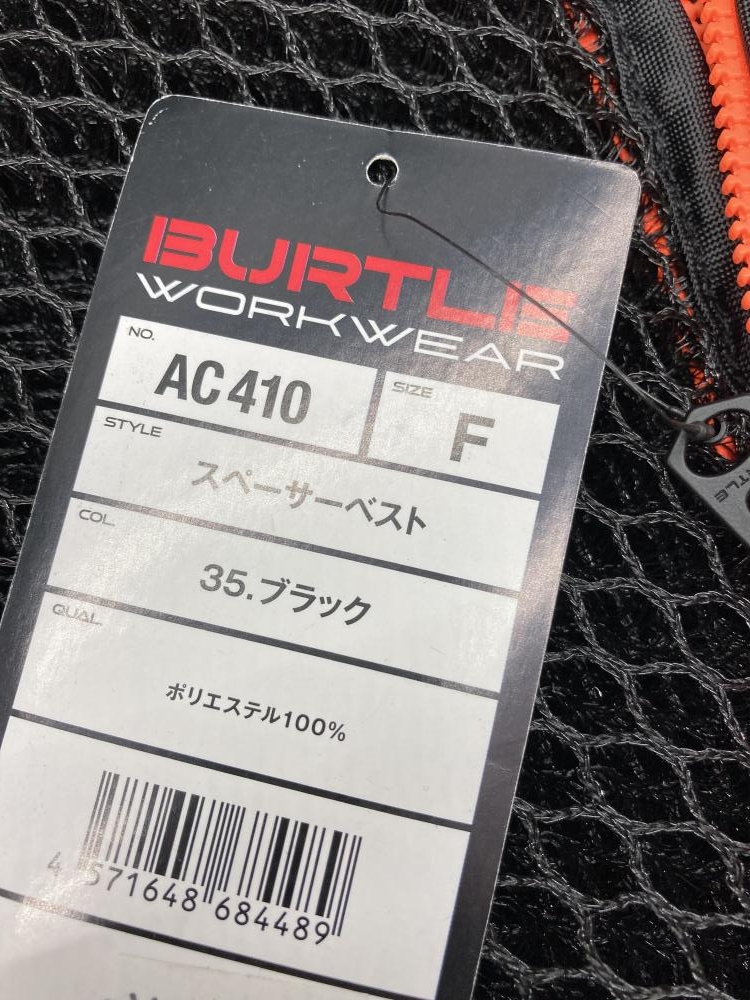 BURTLE
WORKWEAR
NO.
AC410
SIZE
F
STYLE
スペーサーベスト
COL.
35.ブラック
QUAL.
ポリエステル100%
4 571648 684489